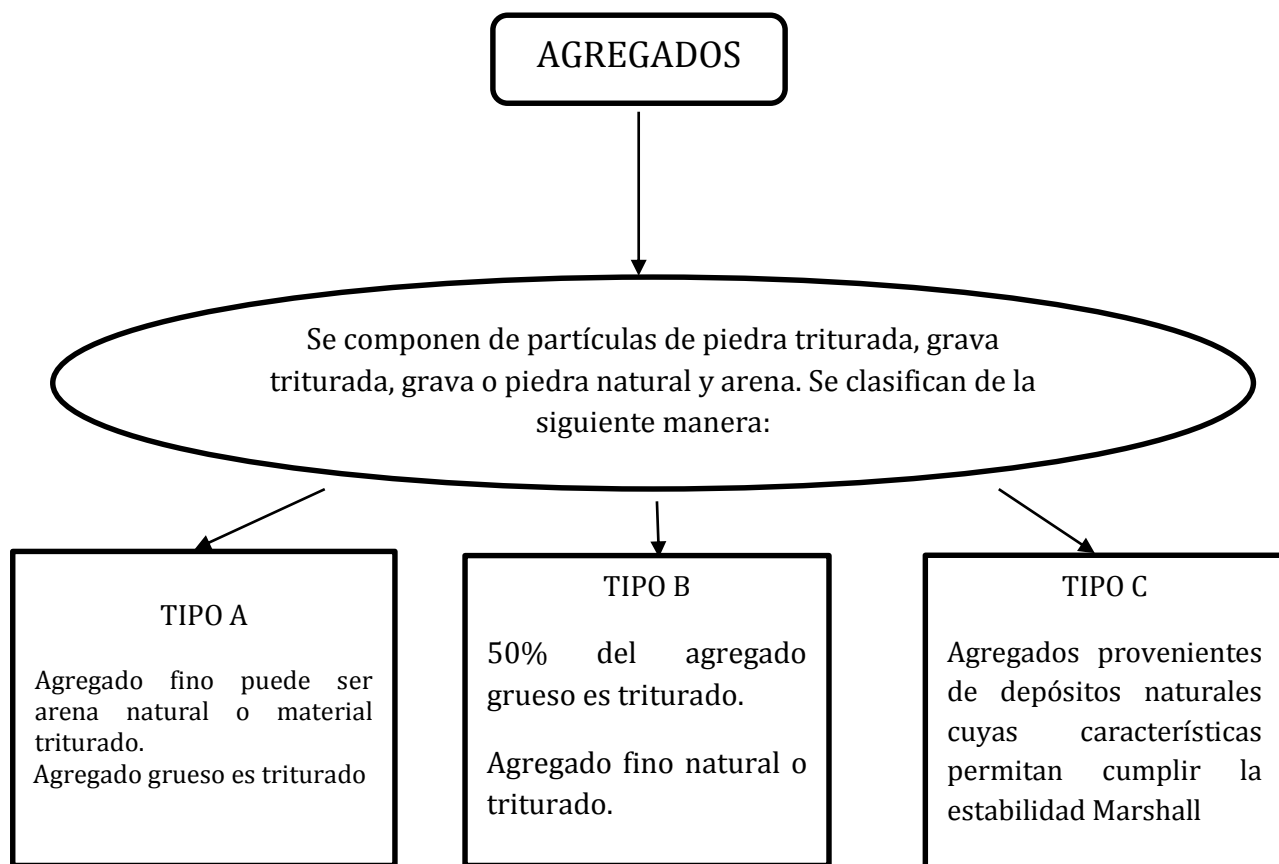 AGREGADOS
Se componen de partículas de piedra triturada, grava
triturada, grava o piedra natural y arena. Se clasifican de la
siguiente manera:
TIPO A
Agregado fino puede ser
arena natural o material
triturado.
Agregado grueso es triturado
TIPO B
50% del agregado
grueso es triturado.
Agregado fino natural o
triturado.
TIPO C
Agregados provenientes
de depósitos naturales
cuyas características
permitan cumplir la
estabilidad Marshall